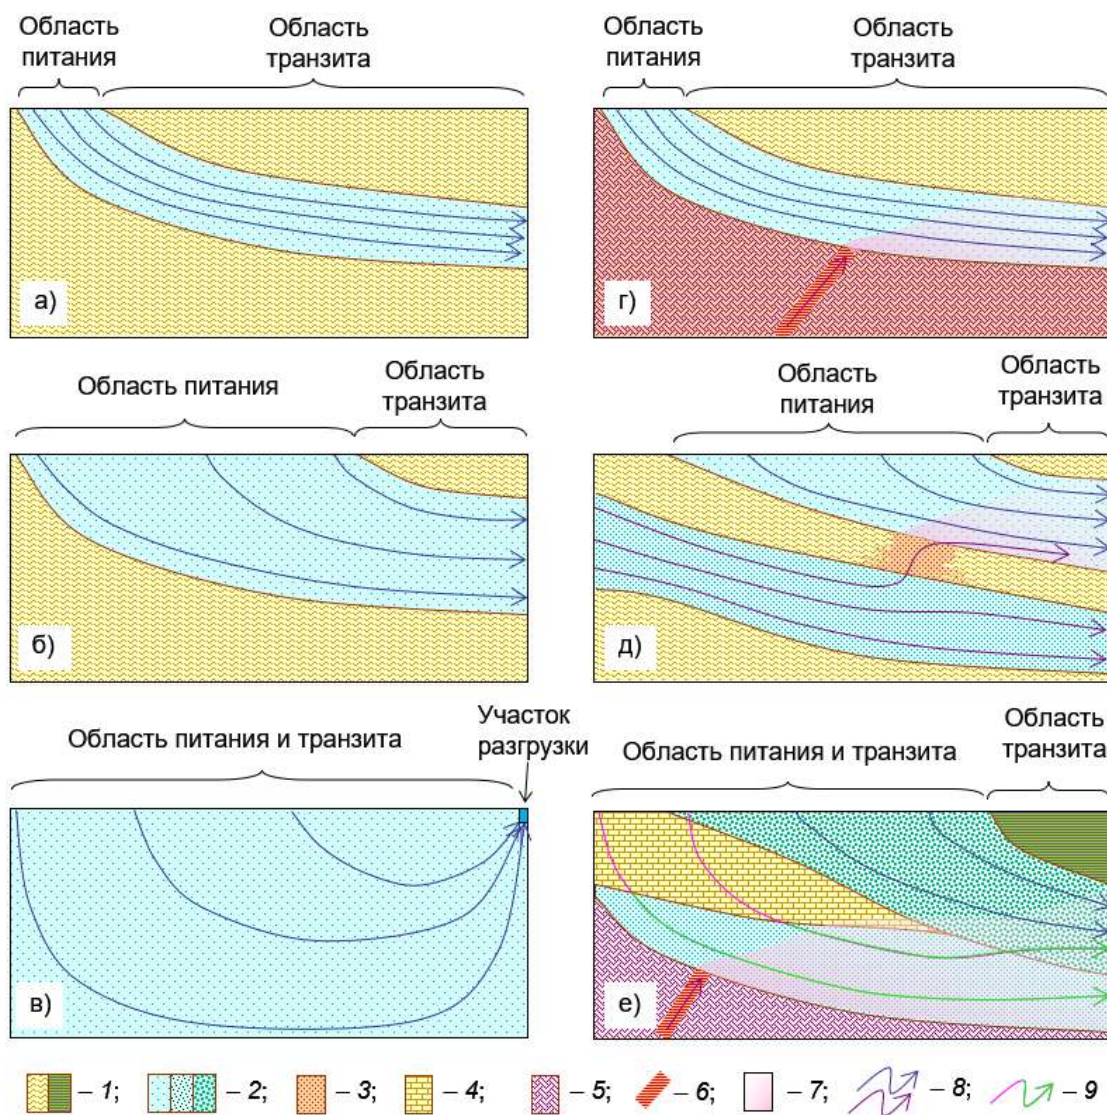 Область
питания
Область
транзита
Область
питания
Область
транзита
а)
г)
Область питания
Область
транзита
Область
питания
Область
транзита
б)
д)
Область питания и транзита
Участок
разгрузки
Область питания и транзита
Область
транзита
в)
е)
– 1; – 2; – 3; – 4; – 5; – 6; – 7; – 8; – 9